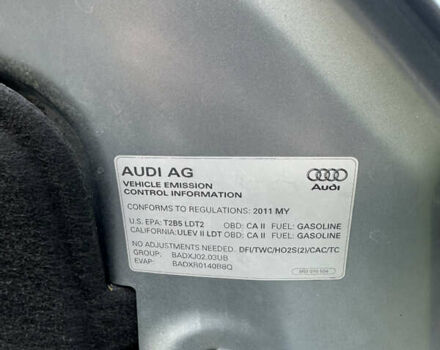 AUDI AG
Audi
VEHICLE EMISSION
CONTROL INFORMATION
CONFORMS TO REGULATIONS: 2011 MY
U.S. EPA: T2B5 LDT2 OBD: CA II FUEL: GASOLINE
CALIFORNIA: ULEV II LDT OBD: CA II FUEL: GASOLINE
NO ADJUSTMENTS NEEDED. DFI/TWC/HO2S(2)/CAC/TC
GROUP: BADXJ02.03UB
EVAP: BADXR0140B8Q